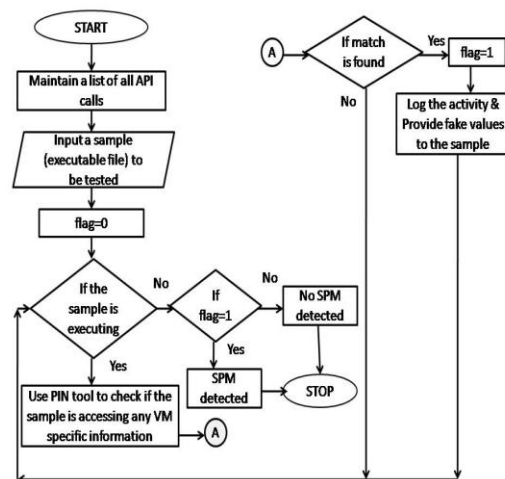 START
Maintain a list of all API
calls
Input a sample
(executable file) to
be tested
flag=0
If the
sample is
executing
No
If
flag=1
No
No SPM
detected
Yes
SPM
detected
STOP
Yes
Use PIN tool to check if the
sample is accessing any VM
specific information
A
A
If match
is found
Yes
flag=1
No
Log the activity &
Provide fake values
to the sample